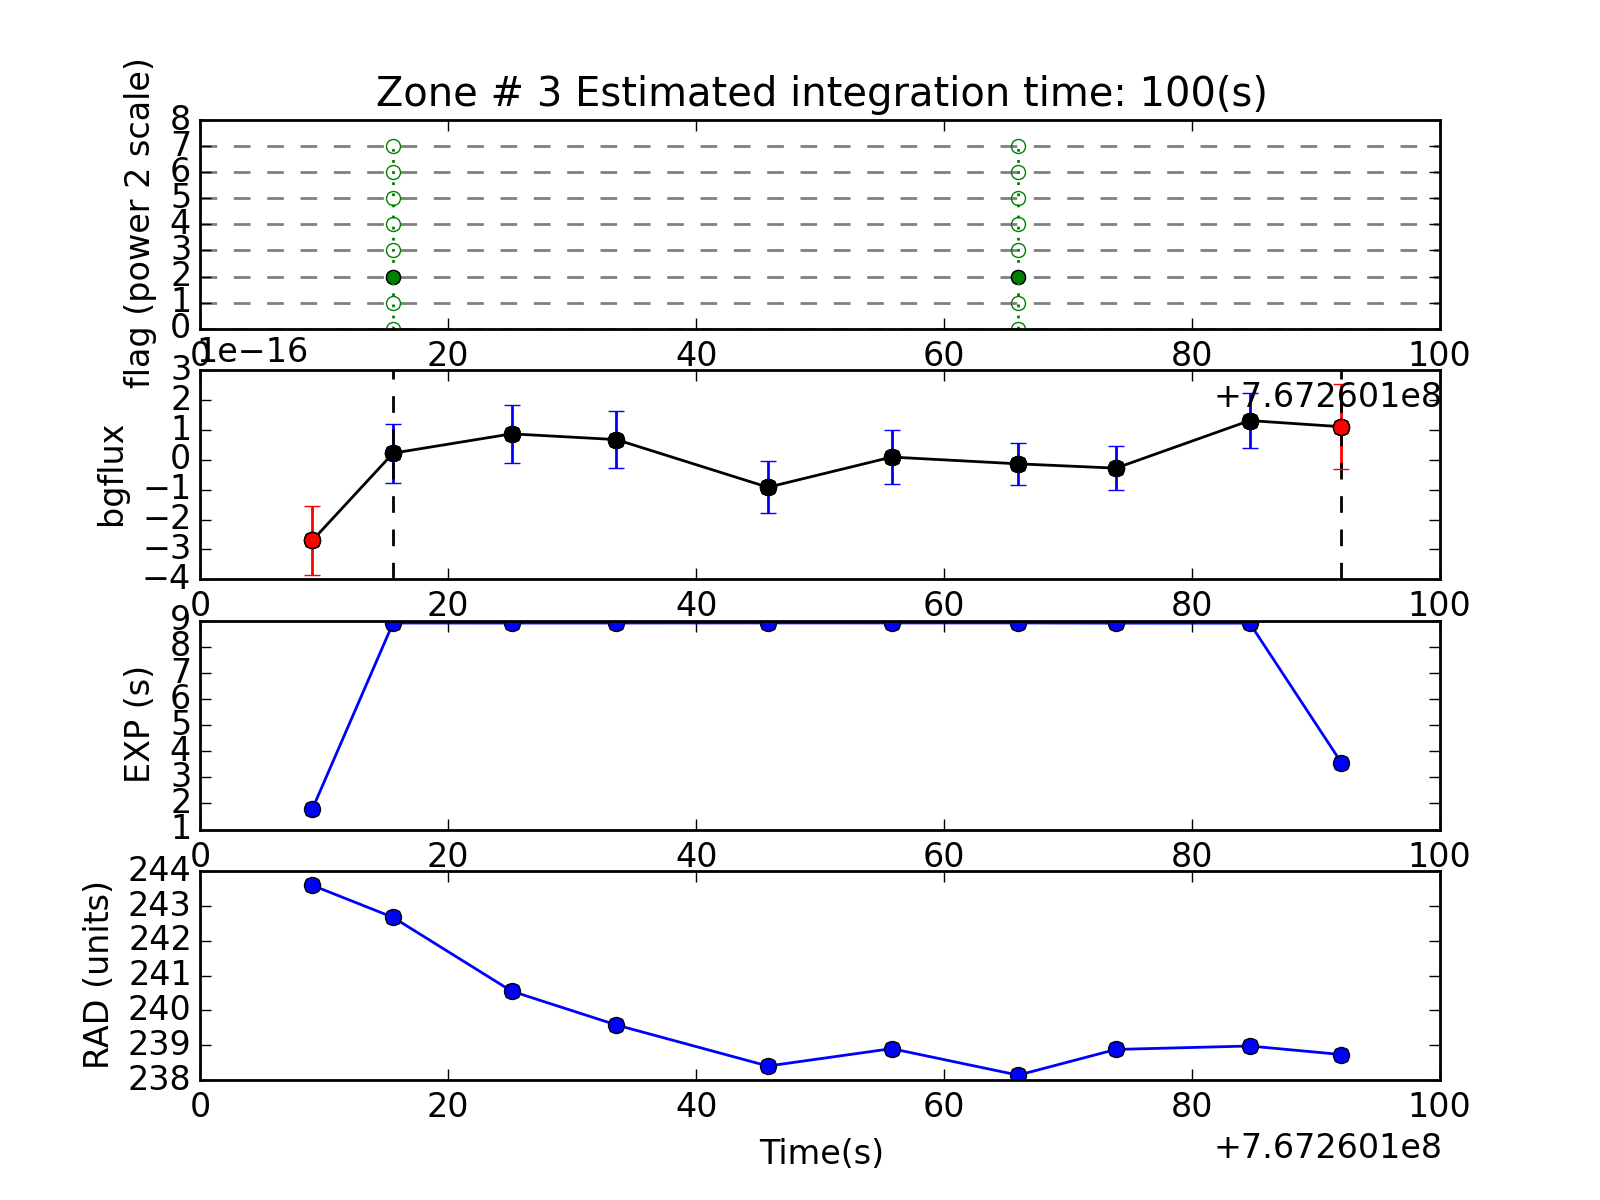 Zone # 3 Estimated integration time: 100(s)
flag (power 2 scale)
8
7
6
5
4
3
2
1
0
0 20 40 60 80 100
1e−16
+7.672601e8
bgflux
3
2
1
0
−1
−2
−3
−4
0 20 40 60 80 100
EXP (s)
9
8
7
6
5
4
3
2
1
0 20 40 60 80 100
RAD (units)
244
243
242
241
240
239
238
0 20 40 60 80 100
Time(s)
+7.672601e8